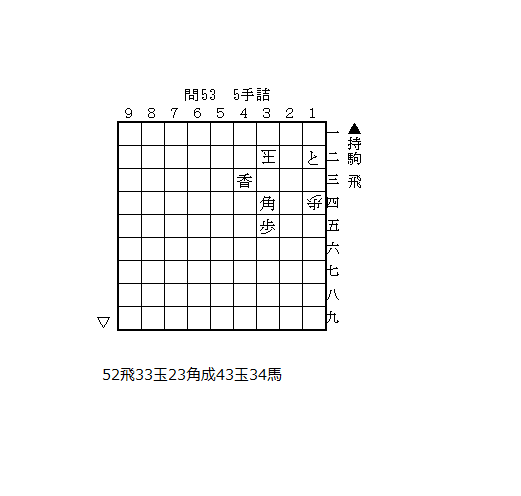 問53 5手詰
9 8 7 6 5 4 3 2 1
一
王 と 二
香 三
角 歩 四
歩 五
六
七
八
九
▲持駒 飛
▽
52飛33玉23角成43玉34馬